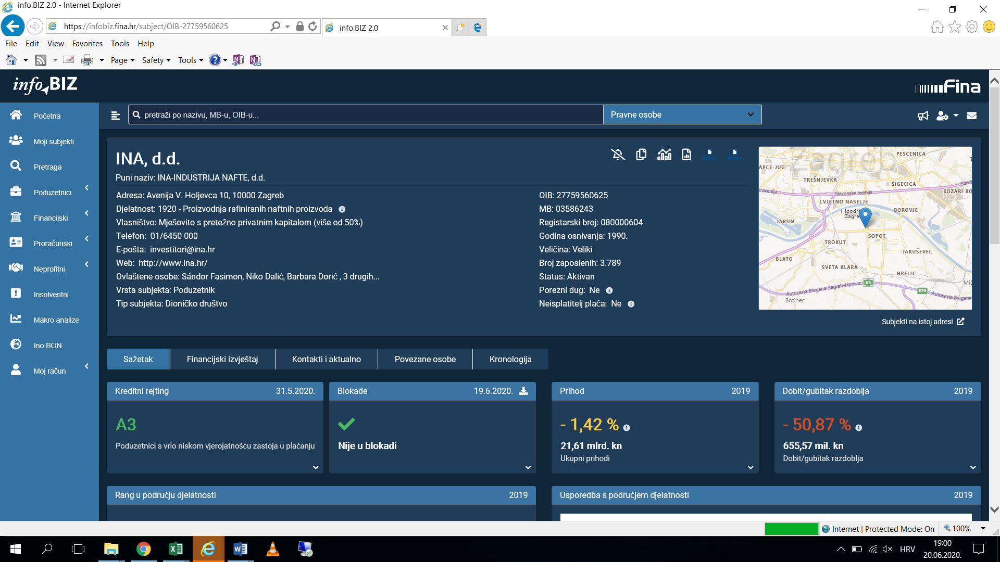 info.BIZ 2.0 - Internet Explorer
https://infobiz.fina.hr/subject/OIB-27759560625
info.BIZ 2.0
File Edit View Favorites Tools Help
Page Safety Tools
info.BIZ
Fina
pretraži po nazivu, MB-u, OIB-u...
Pravne osobe
Početna
Moji subjekti
Pretraga
Poduzetnici
Financijski
Proračunski
Neprofitni
Insolventni
Makro analize
Ino BON
Moj račun
INA, d.d.
Puni naziv: INA-INDUSTRIJA NAFTE, d.d.
Adresa: Avenija V. Holjevca 10, 10000 Zagreb
Djelatnost: 1920 - Proizvodnja rafiniranih naftnih proizvoda
Vlasništvo: Mješovito s pretežno privatnim kapitalom (više od 50%)
Telefon: 01/6450 000
E-pošta: investitori@ina.hr
Web: http://www.ina.hr/
Ovlaštene osobe: Sándor Fasimon, Niko Dalić, Barbara Dorić , 3 drugih...
Vrsta subjekta: Poduzetnik
Tip subjekta: Dioničko društvo
OIB: 27759560625
MB: 03586243
Registarski broj: 080000604
Godina osnivanja: 1990.
Veličina: Veliki
Broj zaposlenih: 3.789
Status: Aktivan
Porezni dug: Ne
Neisplatitelj plaća: Ne
Zagreb
PESCENICA
APCE-JUG
TREŠNJEVKA
SIGECICA
Slavonska avenija
KOZARI BO
CVJETNO NASELJE
BOROVJE
JARUN
SOPOT
TROKUT
JAKUŠEVEC
BLATO
SVETA KLARA
HRELIC
A3
Autocesta Bregana-Zagreb-Lipovac
E70
Autocesta Bregana
Botinec
Subjekti na istoj adresi
Sažetak
Financijski izvještaj
Kontakti i aktualno
Povezane osobe
Kronologija
Kreditni rejting 31.5.2020.
A3
Poduzetnici s vrlo niskom vjerojatnošću zastoja u plaćanju
Blokade 19.6.2020.
Nije u blokadi
Prihod 2019
- 1,42 %
21,61 mlrd. kn
Ukupni prihodi
Dobit/gubitak razdoblja 2019
- 50,87 %
655,57 mil. kn
Dobit/gubitak razdoblja
Rang u području djelatnosti 2019
Usporedba s područjem djelatnosti 2019
Internet | Protected Mode: On
100%
HRV
19:00
20.06.2020.